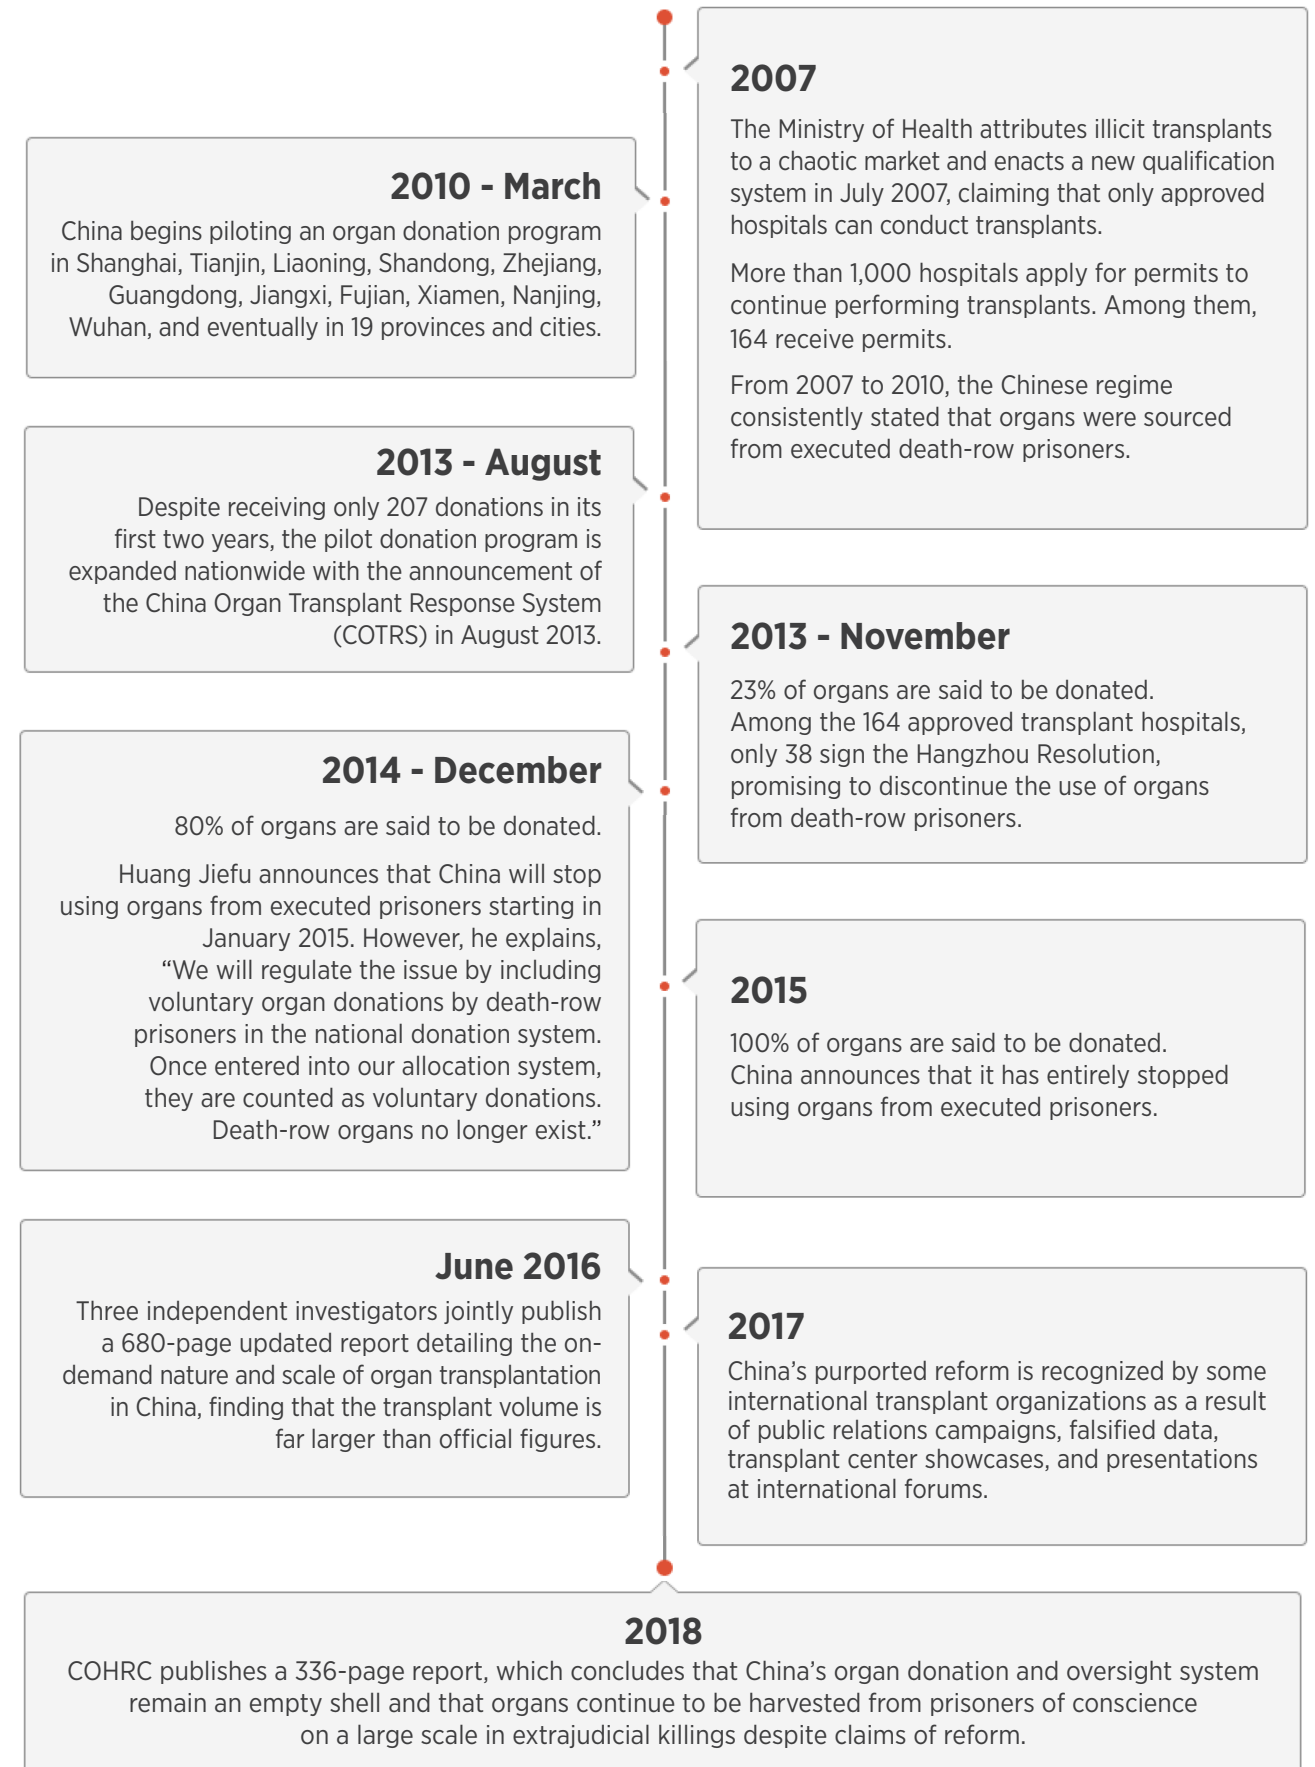 2007
The Ministry of Health attributes illicit transplants
to a chaotic market and enacts a new qualification
system in July 2007, claiming that only approved
hospitals can conduct transplants.
More than 1,000 hospitals apply for permits to
continue performing transplants. Among them,
164 receive permits.
From 2007 to 2010, the Chinese regime
consistently stated that organs were sourced
from executed death-row prisoners.
2010 - March
China begins piloting an organ donation program
in Shanghai, Tianjin, Liaoning, Shandong, Zhejiang,
Guangdong, Jiangxi, Fujian, Xiamen, Nanjing,
Wuhan, and eventually in 19 provinces and cities.
2013 - August
Despite receiving only 207 donations in its
first two years, the pilot donation program is
expanded nationwide with the announcement of
the China Organ Transplant Response System
(COTRS) in August 2013.
2013 - November
23% of organs are said to be donated.
Among the 164 approved transplant hospitals,
only 38 sign the Hangzhou Resolution,
promising to discontinue the use of organs
from death-row prisoners.
2014 - December
80% of organs are said to be donated.
Huang Jiefu announces that China will stop
using organs from executed prisoners starting in
January 2015. However, he explains,
“We will regulate the issue by including
voluntary organ donations by death-row
prisoners in the national donation system.
Once entered into our allocation system,
they are counted as voluntary donations.
Death-row organs no longer exist.”
2015
100% of organs are said to be donated.
China announces that it has entirely stopped
using organs from executed prisoners.
June 2016
Three independent investigators jointly publish
a 680-page updated report detailing the on-
demand nature and scale of organ transplantation
in China, finding that the transplant volume is
far larger than official figures.
2017
China’s purported reform is recognized by some
international transplant organizations as a result
of public relations campaigns, falsified data,
transplant center showcases, and presentations
at international forums.
2018
COHRC publishes a 336-page report, which concludes that China’s organ donation and oversight system
remain an empty shell and that organs continue to be harvested from prisoners of conscience
on a large scale in extrajudicial killings despite claims of reform.